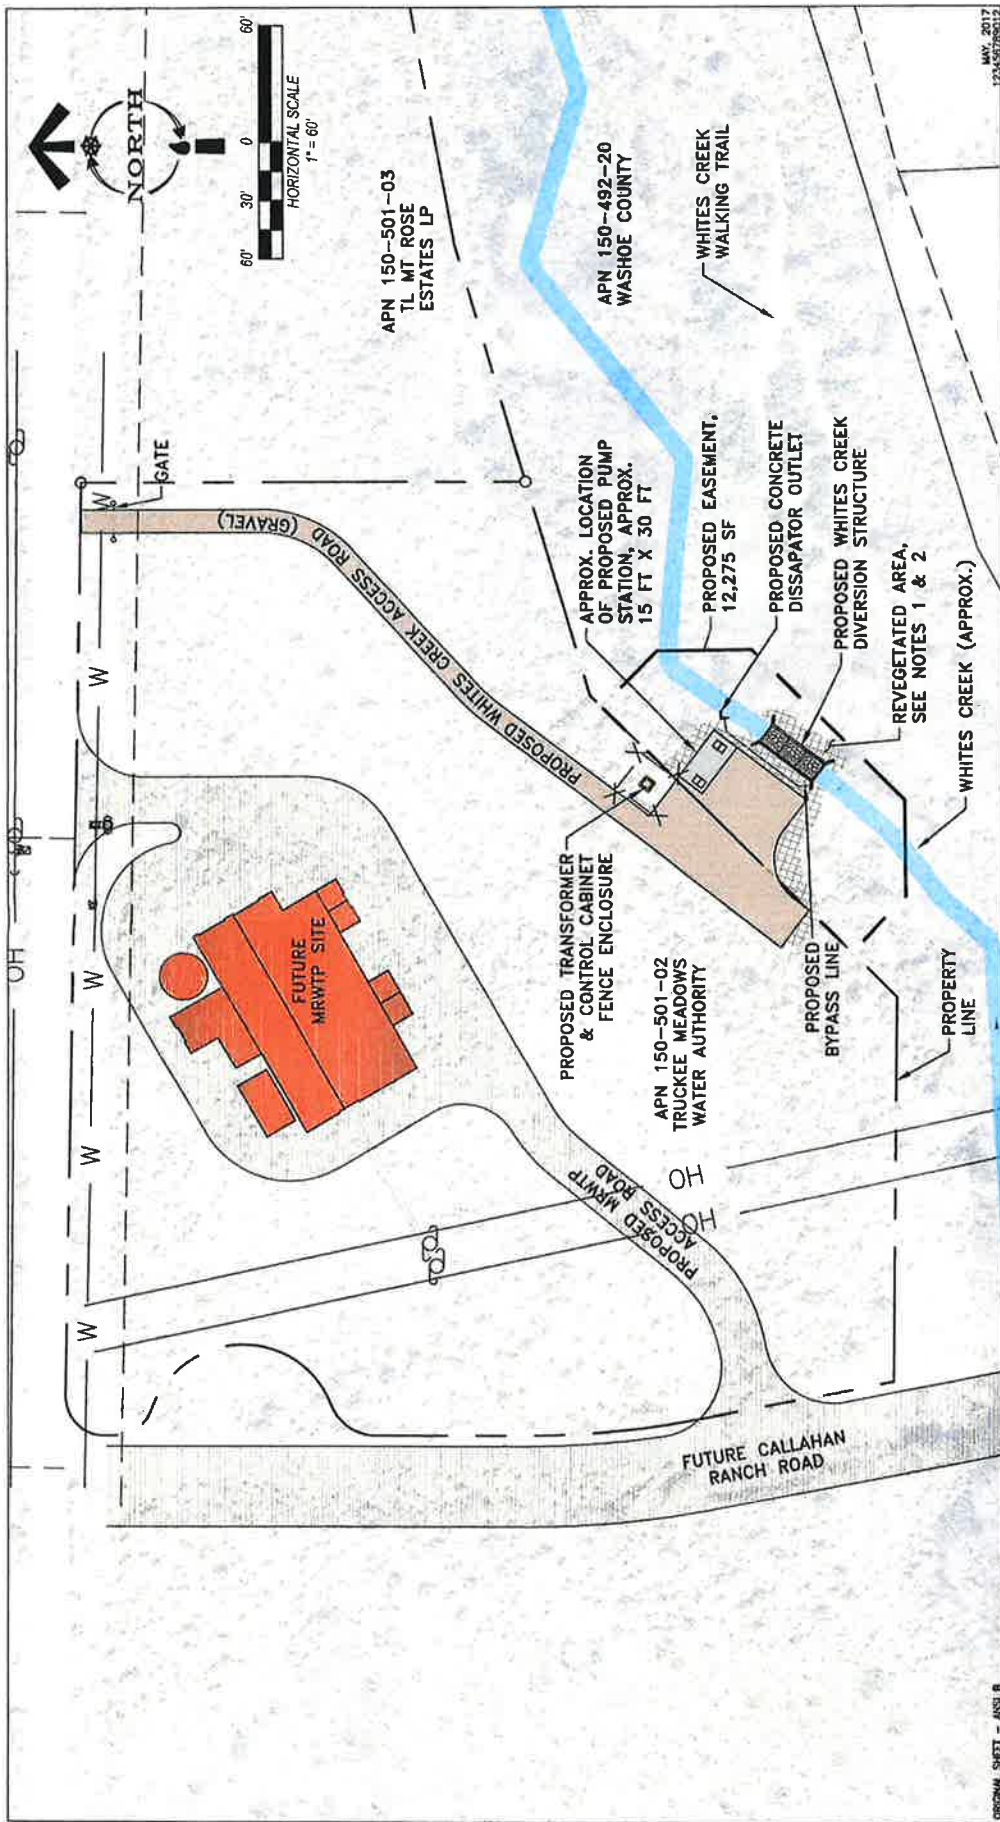 60'
30'
0
60'
HORIZONTAL SCALE
1" = 60'
NORTH
MAY, 2017
123456789012
APN 150-501-03
TL MT ROSE
ESTATES LP
APN 150-492-20
WASHOE COUNTY
WHITES CREEK
WALKING TRAIL
GATE
W
W
W
W
W
OH
PROPOSED WHITES CREEK ACCESS ROAD (GRAVEL)
APPROX. LOCATION
OF PROPOSED PUMP
STATION, APPROX.
15 FT X 30 FT
PROPOSED EASEMENT,
12,275 SF
PROPOSED CONCRETE
DISSAPATOR OUTLET
PROPOSED WHITES CREEK
DIVERSION STRUCTURE
REVEGETATED AREA,
SEE NOTES 1 & 2
WHITES CREEK (APPROX.)
FUTURE
MRWTP SITE
PROPOSED TRANSFORMER
& CONTROL CABINET
FENCE ENCLOSURE
X
X
X
X
APN 150-501-02
TRUCKEE MEADOWS
WATER AUTHORITY
PROPOSED
BYPASS LINE
PROPERTY
LINE
OH
OH
PROPOSED MRWTP
ACCESS ROAD
FUTURE CALLAHAN
RANCH ROAD
ORIGINAL SHEET - ANSI B